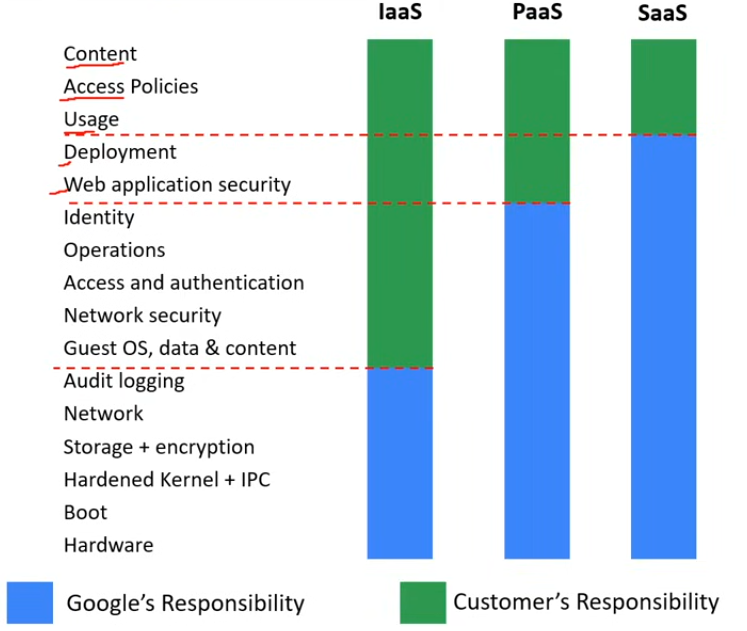 IaaS PaaS SaaS
Content
Access Policies
Usage
Deployment
Web application security
Identity
Operations
Access and authentication
Network security
Guest OS, data & content
Audit logging
Network
Storage + encryption
Hardened Kernel + IPC
Boot
Hardware
Google's Responsibility Customer's Responsibility